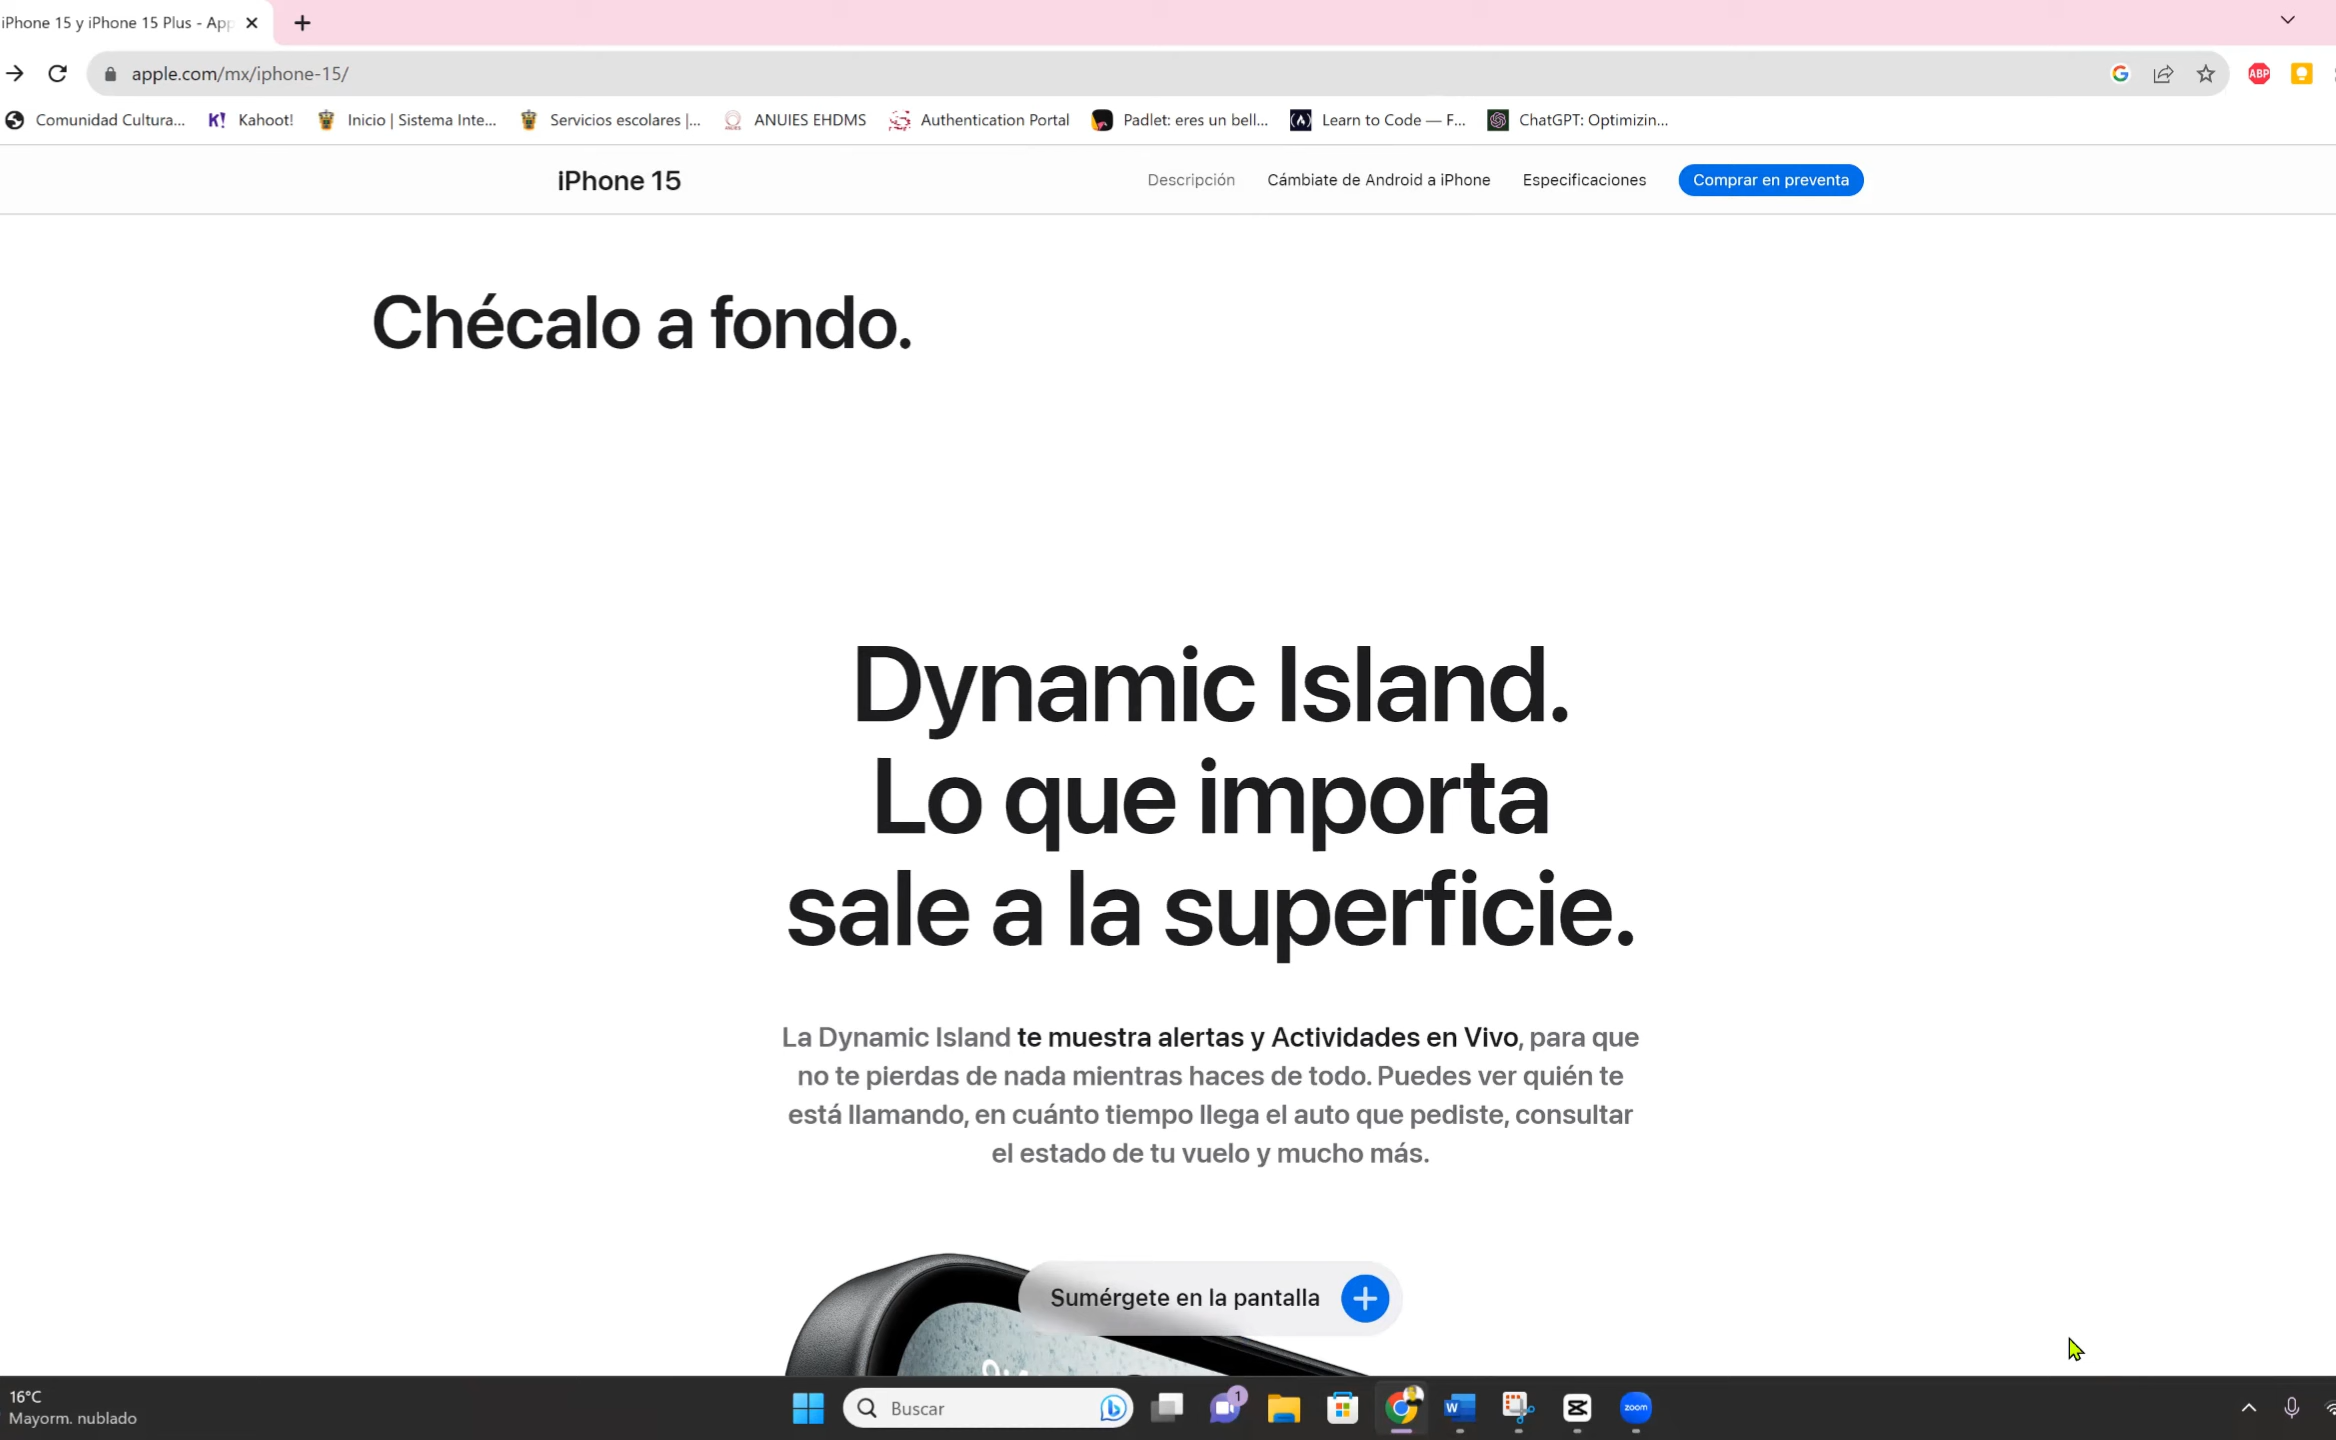 iPhone 15 y iPhone 15 Plus - App
apple.com/mx/iphone-15/
ABP
Comunidad Cultura... K! Kahoot! Inicio | Sistema Inte... Servicios escolares |... ANUIES EHDMS Authentication Portal Padlet: eres un bell... Learn to Code — F... ChatGPT: Optimizin...
iPhone 15 Descripción Cámbiate de Android a iPhone Especificaciones Comprar en preventa
Chécalo a fondo.
Dynamic Island.
Lo que importa
sale a la superficie.
La Dynamic Island te muestra alertas y Actividades en Vivo, para que
no te pierdas de nada mientras haces de todo. Puedes ver quién te
está llamando, en cuánto tiempo llega el auto que pediste, consultar
el estado de tu vuelo y mucho más.
Sumérgete en la pantalla
16°C
Mayorm. nublado
Buscar
1
W
zoom